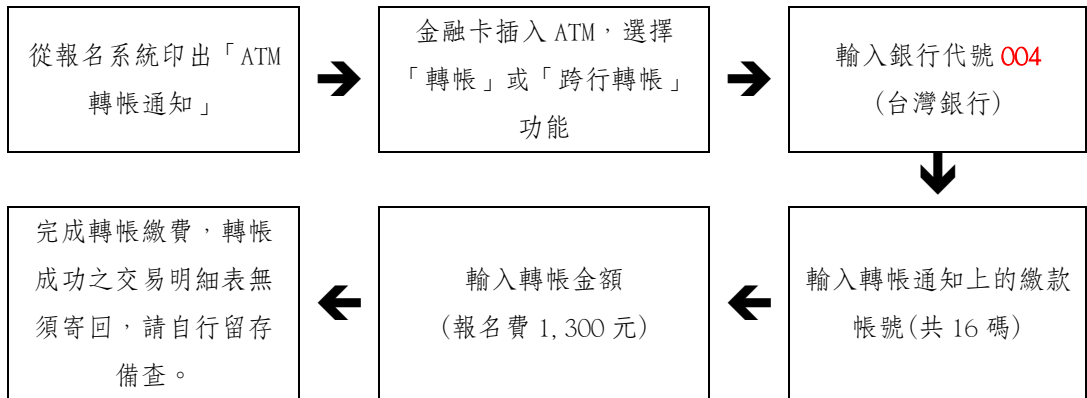 從報名系統印出「ATM
轉帳通知」
金融卡插入 ATM，選擇
「轉帳」或「跨行轉帳」
功能
輸入銀行代號 004
(台灣銀行)
輸入轉帳通知上的繳款
帳號(共 16 碼)
輸入轉帳金額
(報名費 1,300 元)
完成轉帳繳費，轉帳
成功之交易明細表無
須寄回，請自行留存
備查。